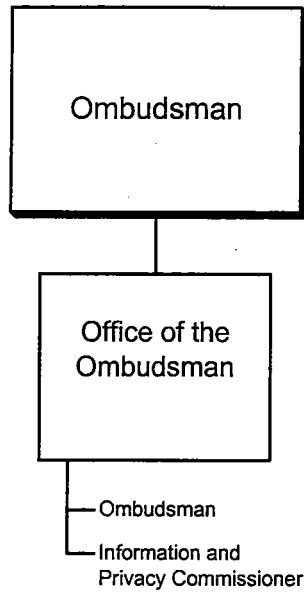 Ombudsman
Office of the
Ombudsman
Ombudsman
Information and
Privacy Commissioner